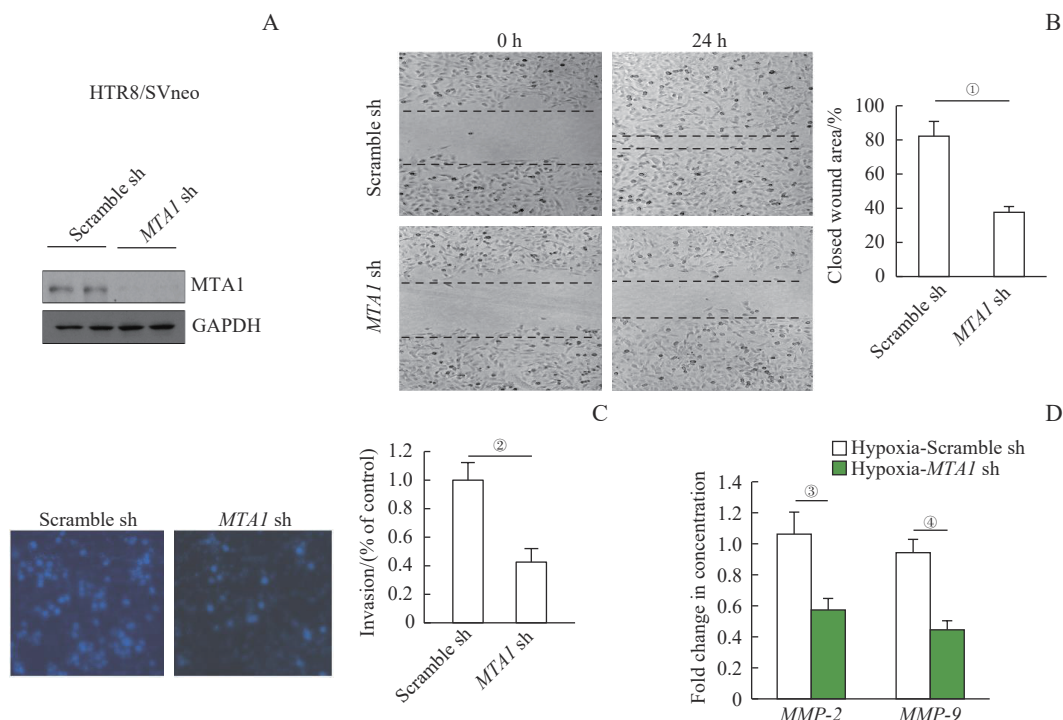 A
HTR8/SVneo
Scramble sh
MTA1 sh
MTA1
GAPDH
B
0 h
24 h
Scramble sh
MTA1 sh
Closed wound area/%
100
80
60
40
20
0
①
Scramble sh
MTA1 sh
C
Scramble sh
MTA1 sh
Invasion/(% of control)
1.2
1.0
0.8
0.6
0.4
0.2
0
②
Scramble sh
MTA1 sh
D
Hypoxia-Scramble sh
Hypoxia-MTA1 sh
Fold change in concentration
1.4
1.2
1.0
0.8
0.6
0.4
0.2
0
③
④
MMP-2
MMP-9